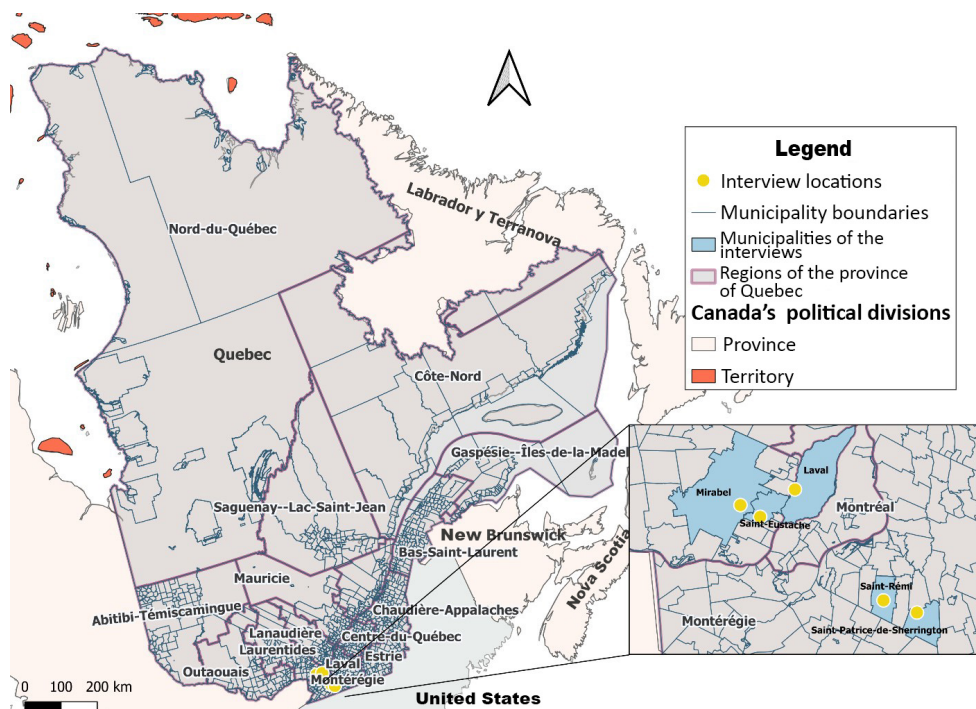 Labrador y Terranova
Nord-du-Québec
Quebec
Côte-Nord
Gaspésie--Îles-de-la-Madel
Saguenay--Lac-Saint-Jean
New Brunswick
Bas-Saint-Laurent
Nova Scotia
Mauricie
Abitibi-Témiscamingue
Chaudière-Appalaches
Lanaudière
Centre-du-Québec
Laurentides
Estrie
Laval
Outaouais
Montérégie
United States
0 100 200 km
Legend
Interview locations
Municipality boundaries
Municipalities of the
interviews
Regions of the province
of Quebec
Canada's political divisions
Province
Territory
Laval
Mirabel
Montréal
Saint-Eustache
Saint-Rémi
Montérégie
Saint-Patrice-de-Sherrington